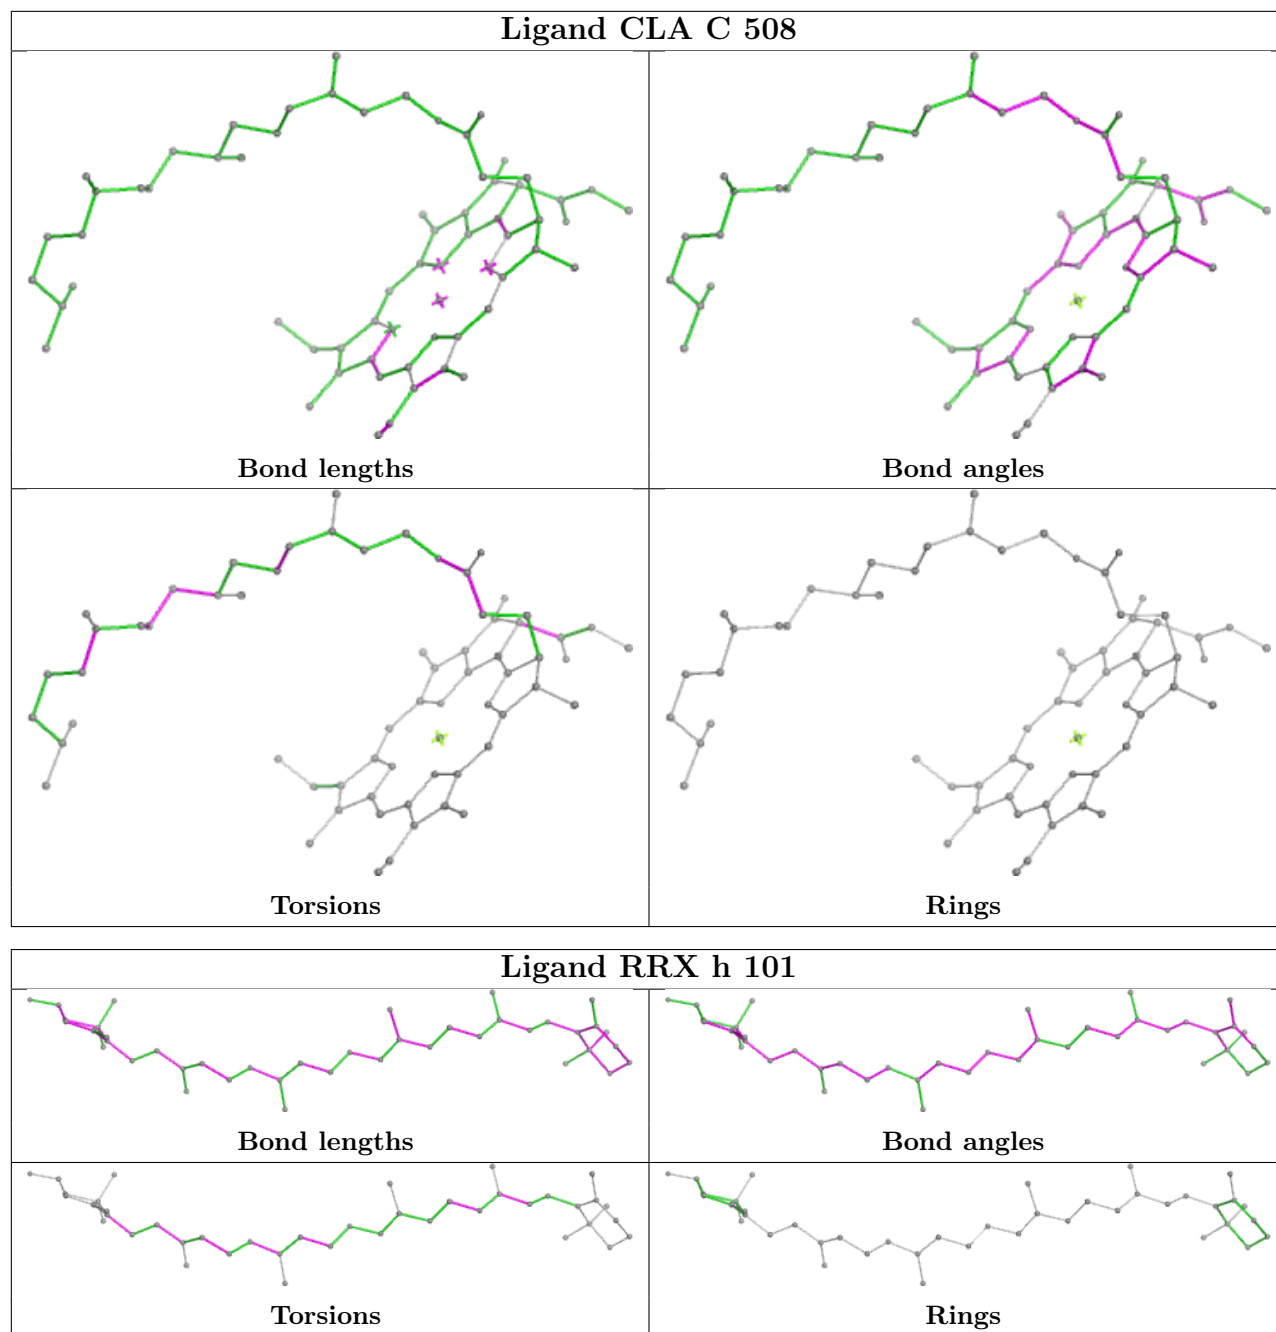 Ligand CLA C 508
Bond lengths
Bond angles
Torsions
Rings
Ligand RRX h 101
Bond lengths
Bond angles
Torsions
Rings